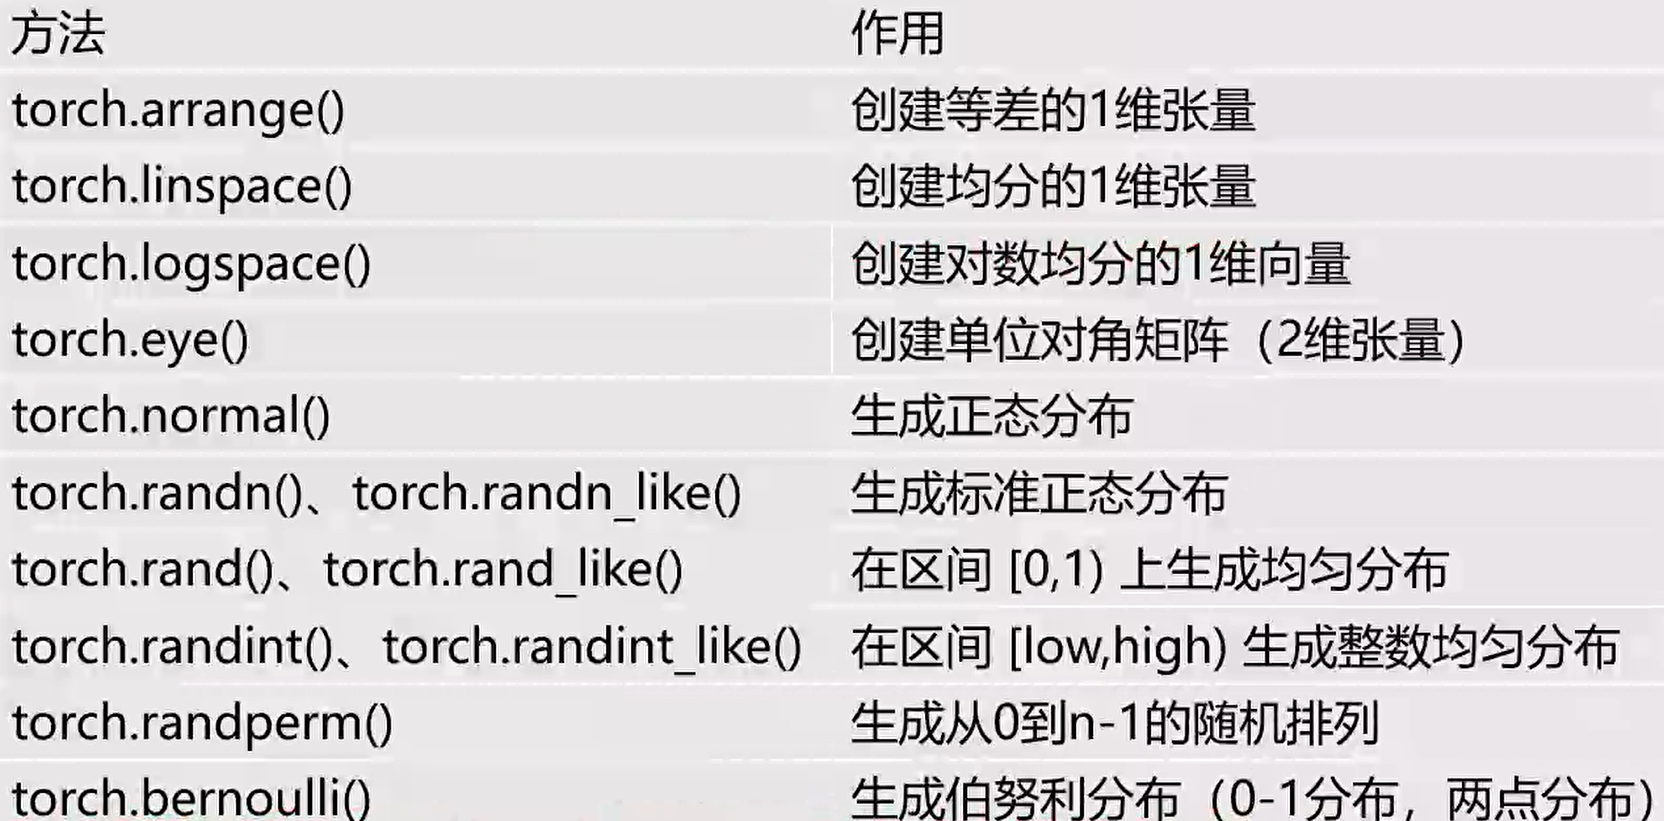 方法 作用
torch.arrange() 创建等差的1维张量
torch.linspace() 创建均分的1维张量
torch.logspace() 创建对数均分的1维向量
torch.eye() 创建单位对角矩阵（2维张量）
torch.normal() 生成正态分布
torch.randn()、torch.randn_like() 生成标准正态分布
torch.rand()、torch.rand_like() 在区间 [0,1) 上生成均匀分布
torch.randint()、torch.randint_like() 在区间 [low,high) 生成整数均匀分布
torch.randperm() 生成从0到n-1的随机排列
torch.bernoulli() 生成伯努利分布（0-1分布，两点分布）